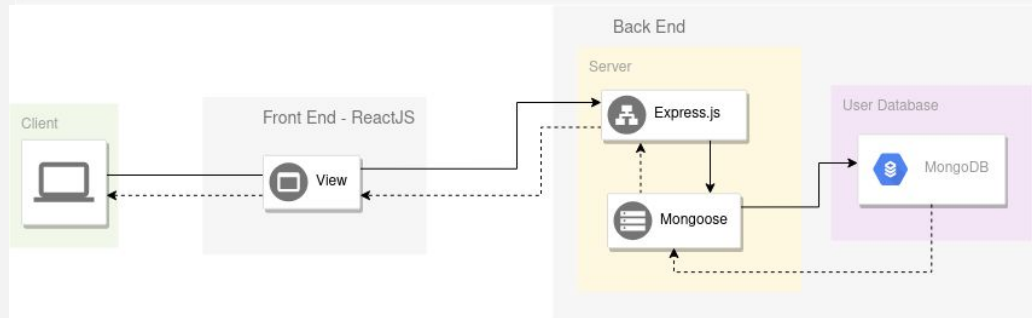 Back End
Server
Client
Front End - ReactJS
View
Express.js
Mongoose
User Database
MongoDB